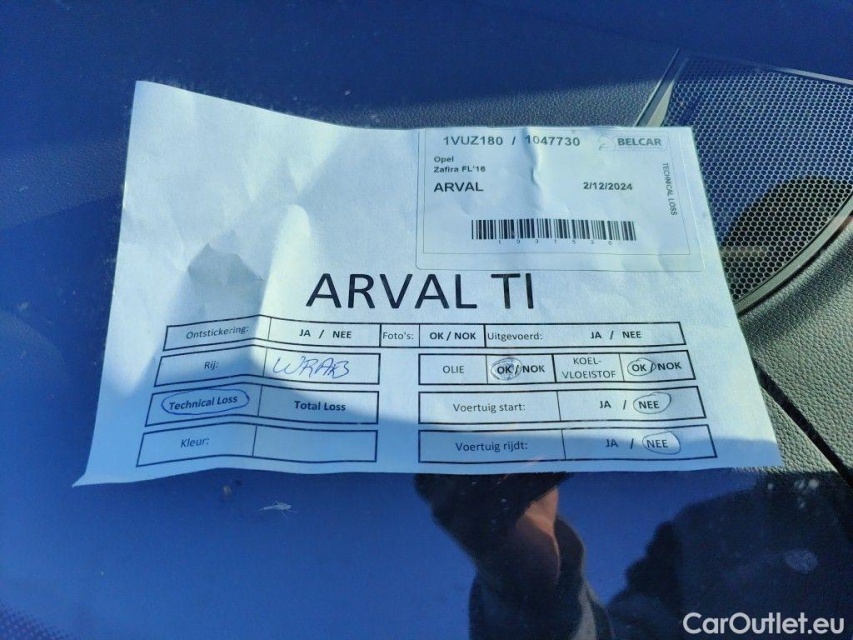 1VUZ180 / 1047730 BELCAR
Opel
Zafira FL'16
ARVAL 2/12/2024
TECHNICAL LOSS
ARVAL TI
Ontstickering: JA / NEE Foto's: OK / NOK Uitgevoerd: JA / NEE
Rij: WRAB OLIE OK / NOK KOEL-VLOEISTOF OK / NOK
Technical Loss Total Loss Voertuig start: JA / NEE
Kleur: Voertuig rijdt: JA / NEE
CarOutlet.eu